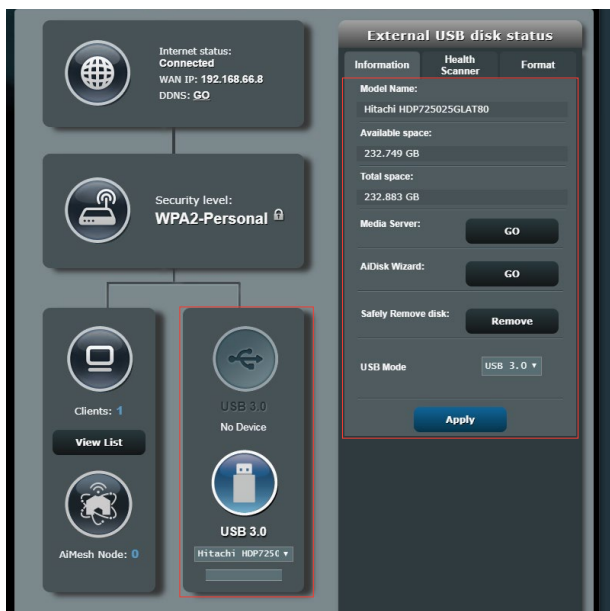 Internet status:
Connected
WAN IP: 192.168.66.8
DDNS: GO
Security level:
WPA2-Personal
Clients: 1
View List
AiMesh Node: 0
USB 3.0
No Device
USB 3.0
Hitachi HDP725C
External USB disk status
Information
Health
Scanner
Format
Model Name:
Hitachi HDP725025GLAT80
Available space:
232.749 GB
Total space:
232.883 GB
Media Server:
GO
AiDisk Wizard:
GO
Safely Remove disk:
Remove
USB Mode
USB 3.0
Apply